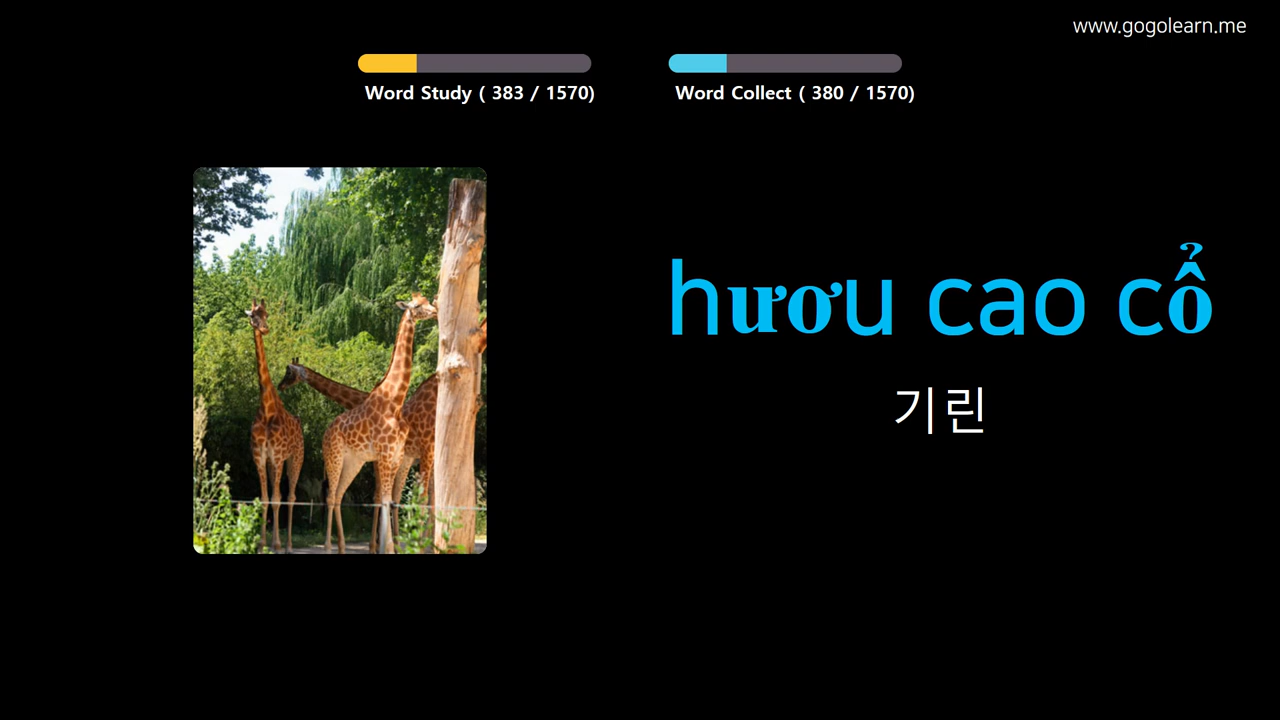 www.gogolearn.me
Word Study ( 383 / 1570)
Word Collect ( 380 / 1570)
hươu cao cổ
기린